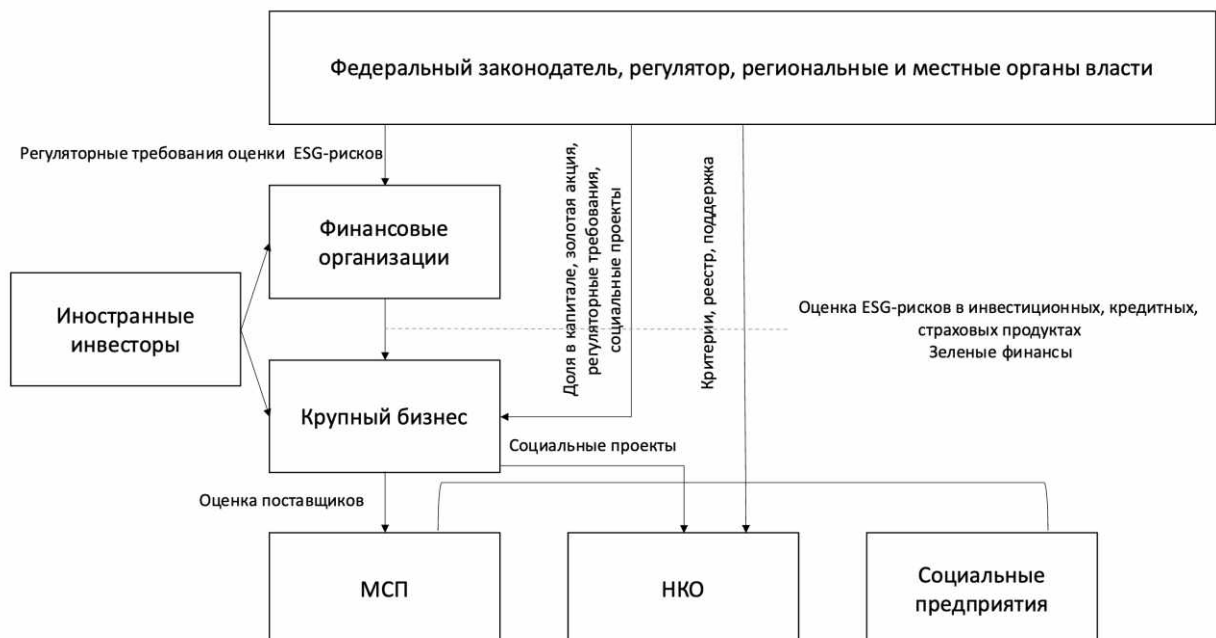 Федеральный законодатель, регулятор, региональные и местные органы власти
Регуляторные требования оценки ESG-рисков
Финансовые
организации
Доля в капитале, золотая акция,
регуляторные требования,
социальные проекты
Критерии, реестр, поддержка
Иностранные
инвесторы
Оценка ESG-рисков в инвестиционных, кредитных,
страховых продуктах
Зеленые финансы
Крупный бизнес
Социальные проекты
Оценка поставщиков
МСП
НКО
Социальные
предприятия